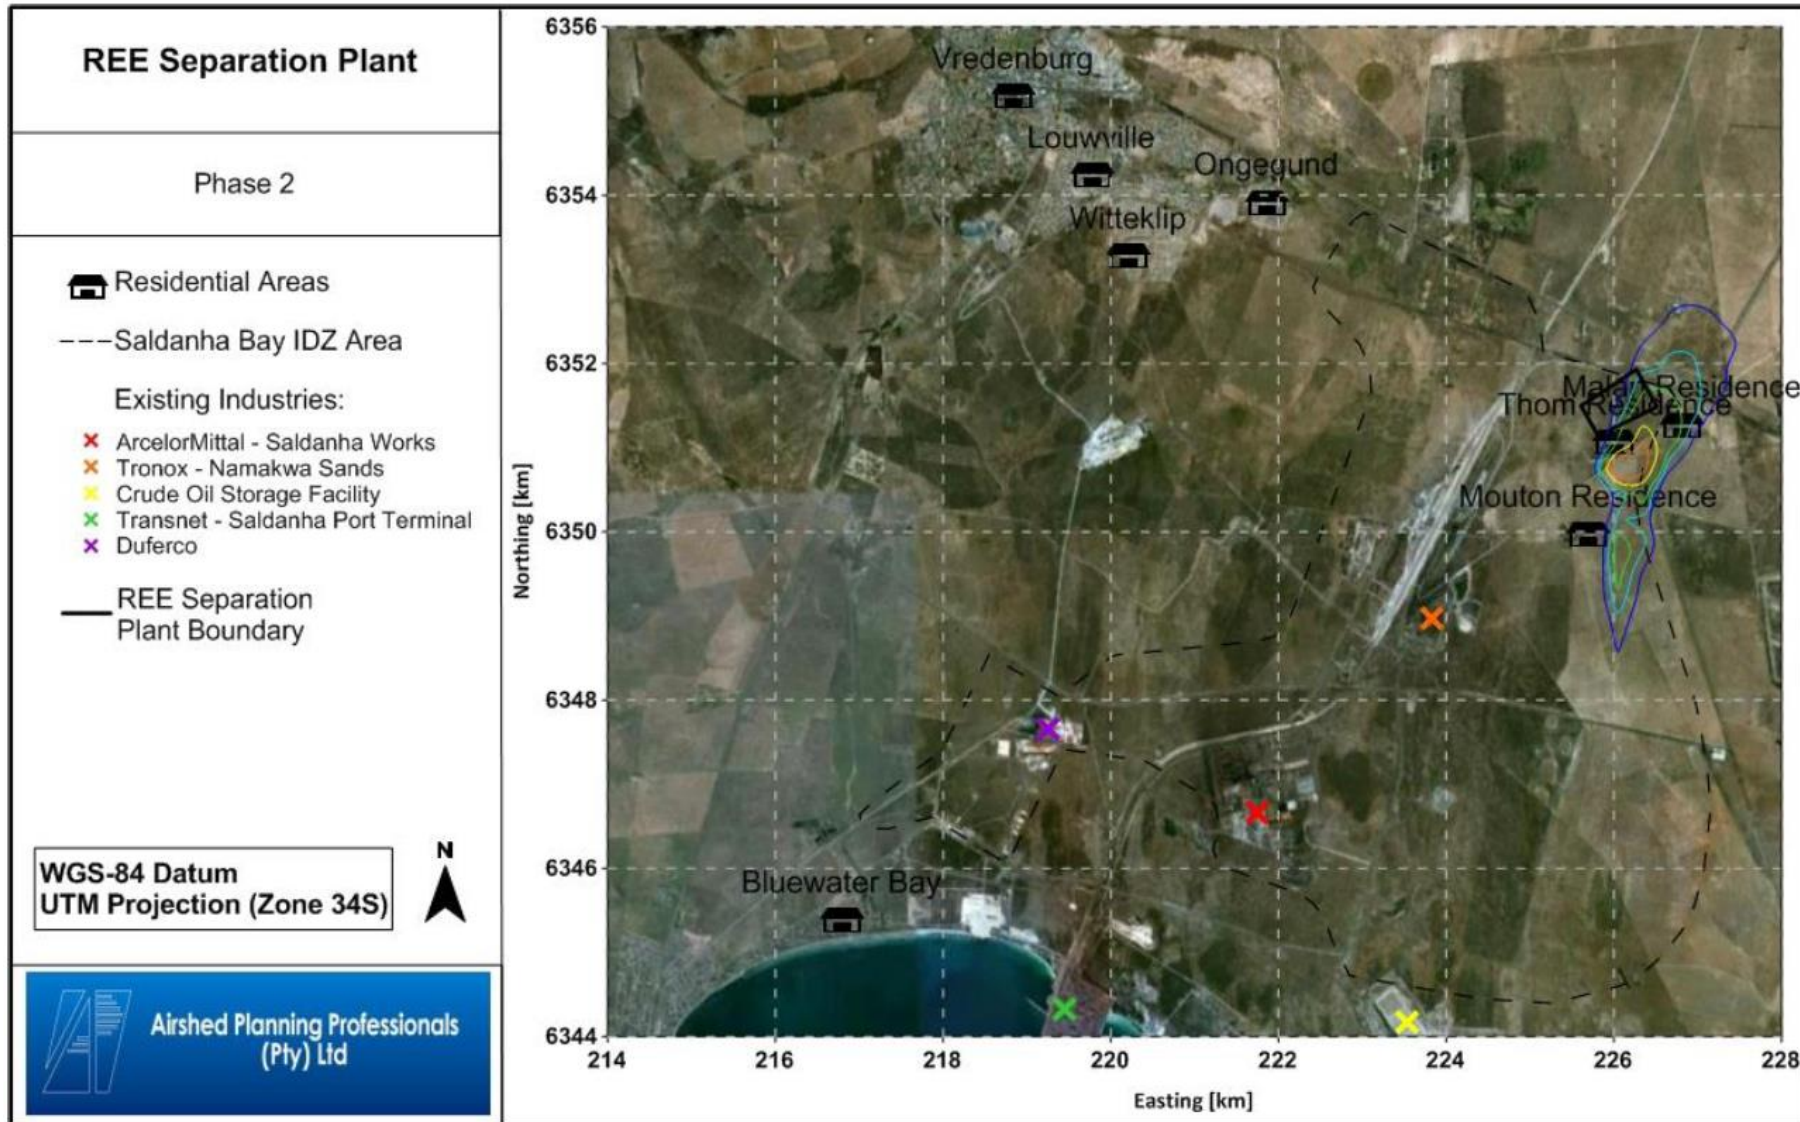 REE Separation Plant
Phase 2
Residential Areas
Saldanha Bay IDZ Area
Existing Industries:
ArcelorMittal - Saldanha Works
Tronox - Namakwa Sands
Crude Oil Storage Facility
Transnet - Saldanha Port Terminal
Duferco
REE Separation
Plant Boundary
WGS-84 Datum
UTM Projection (Zone 34S)
N
Airshed Planning Professionals
(Pty) Ltd
Northing [km]
6356
6354
6352
6350
6348
6346
6344
Vredenburg
Louwville
Ongegund
Witteklip
Malan Residence
Thom Residence
Mouton Residence
Bluewater Bay
214
216
218
220
222
224
226
228
Easting [km]